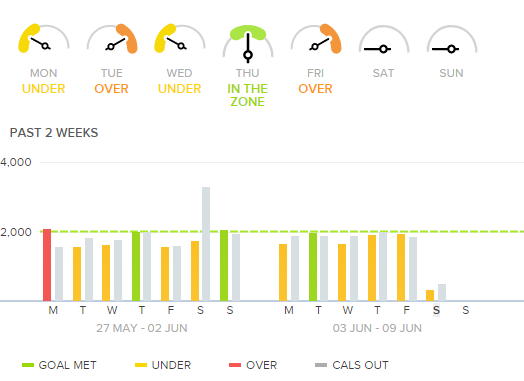 MON TUE WED THU FRI SAT SUN
UNDER OVER UNDER IN THE OVER
ZONE
PAST 2 WEEKS
4,000
2,000
M T W T F S S M T W T F S S
27 MAY - 02 JUN 03 JUN - 09 JUN
GOAL MET UNDER OVER CALS OUT